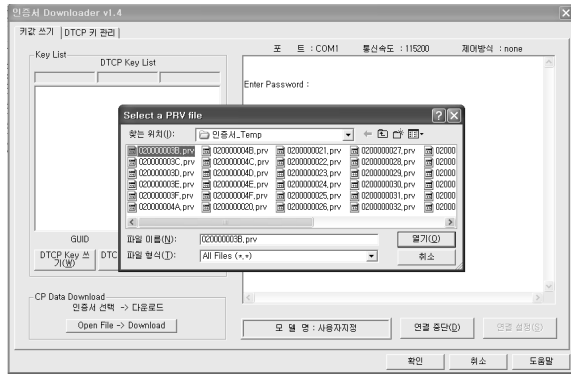 인증서 Downloader v1.4
키값 쓰기 | DTCP 키 관리
Key List
DTCP Key List
포 트 : COM1 통신속도 : 115200 제어방식 : none
Enter Password :
Select a PRV file
찾는 위치(I): 인증서_Temp
020000003B.prv 020000004B.prv 0200000021.prv 0200000027.prv 02000
020000003C.prv 020000004C.prv 0200000022.prv 0200000028.prv 02000
020000003D.prv 020000004D.prv 0200000023.prv 0200000029.prv 02000
020000003E.prv 020000004E.prv 0200000024.prv 0200000030.prv 02000
020000003F.prv 020000004F.prv 0200000025.prv 0200000031.prv 02000
020000004A.prv 0200000020.prv 0200000026.prv 0200000032.prv 02000
파일 이름(N): 020000003B.prv 열기(O)
파일 형식(T): All Files (*.*) 취소
GUID
DTCP Key 쓰기(W) DTC
CP Data Download
인증서 선택 -> 다운로드
Open File -> Download
모 델 명 : 사용자지정 연결 중단(D) 연결 설정(S)
확인 취소 도움말